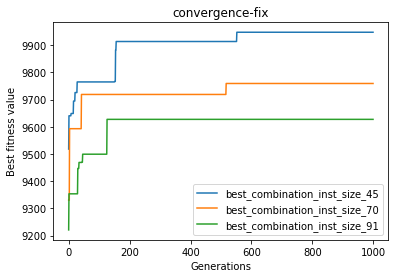 convergence-fix
Best fitness value
9900
9800
9700
9600
9500
9400
9300
9200
0
200
400
600
800
1000
Generations
best_combination_inst_size_45
best_combination_inst_size_70
best_combination_inst_size_91